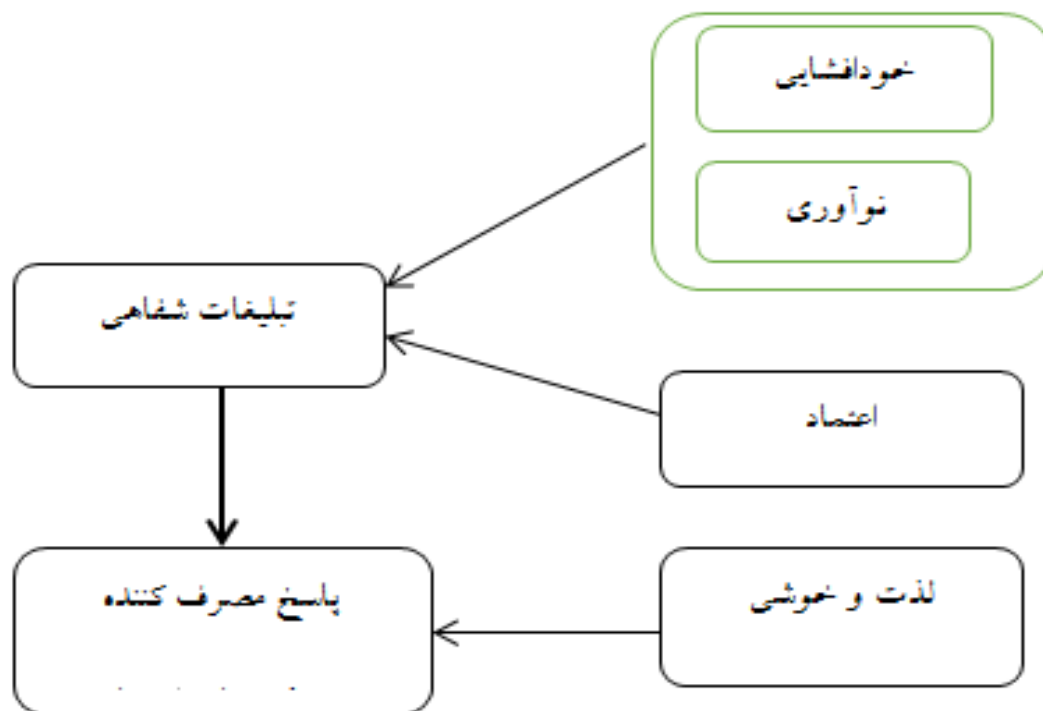 خودافشایی
نوآوری
تبلیغات شفاهی
اعتماد
لذت و خوشی
پاسخ مصرف کننده